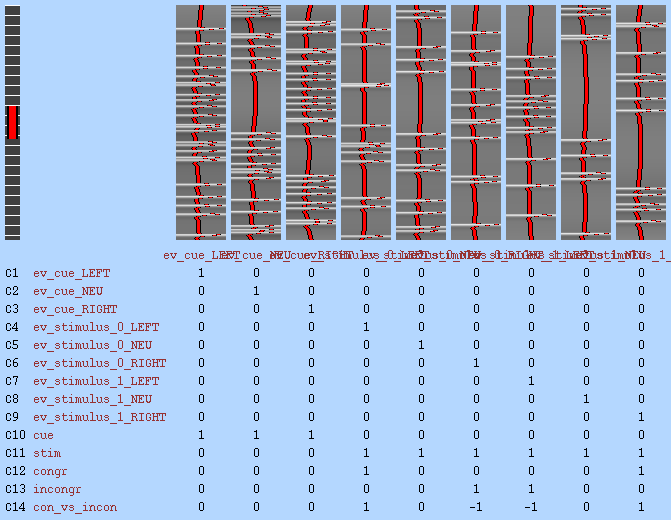 C1 ev_cue_LEFT 1 0 0 0 0 0 0 0 0
C2 ev_cue_NEU 0 1 0 0 0 0 0 0 0
C3 ev_cue_RIGHT 0 0 1 0 0 0 0 0 0
C4 ev_stimulus_0_LEFT 0 0 0 1 0 0 0 0 0
C5 ev_stimulus_0_NEU 0 0 0 0 1 0 0 0 0
C6 ev_stimulus_0_RIGHT 0 0 0 0 0 1 0 0 0
C7 ev_stimulus_1_LEFT 0 0 0 0 0 0 1 0 0
C8 ev_stimulus_1_NEU 0 0 0 0 0 0 0 1 0
C9 ev_stimulus_1_RIGHT 0 0 0 0 0 0 0 0 1
C10 cue 1 1 1 0 0 0 0 0 0
C11 stim 0 0 0 1 1 1 1 1 1
C12 congr 0 0 0 1 0 0 0 0 1
C13 incongr 0 0 0 0 0 1 1 0 0
C14 con_vs_incon 0 0 0 1 0 -1 -1 0 1